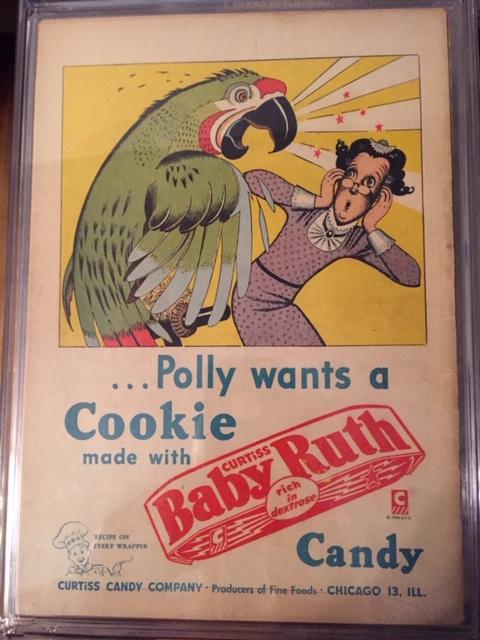 ...Polly wants a
Cookie
made with
CURTISS
Baby Ruth
rich
in
dextrose
C
Candy
RECIPE ON
EVERY WRAPPER
CURTISS CANDY COMPANY · Producers of Fine Foods · CHICAGO 13, ILL.